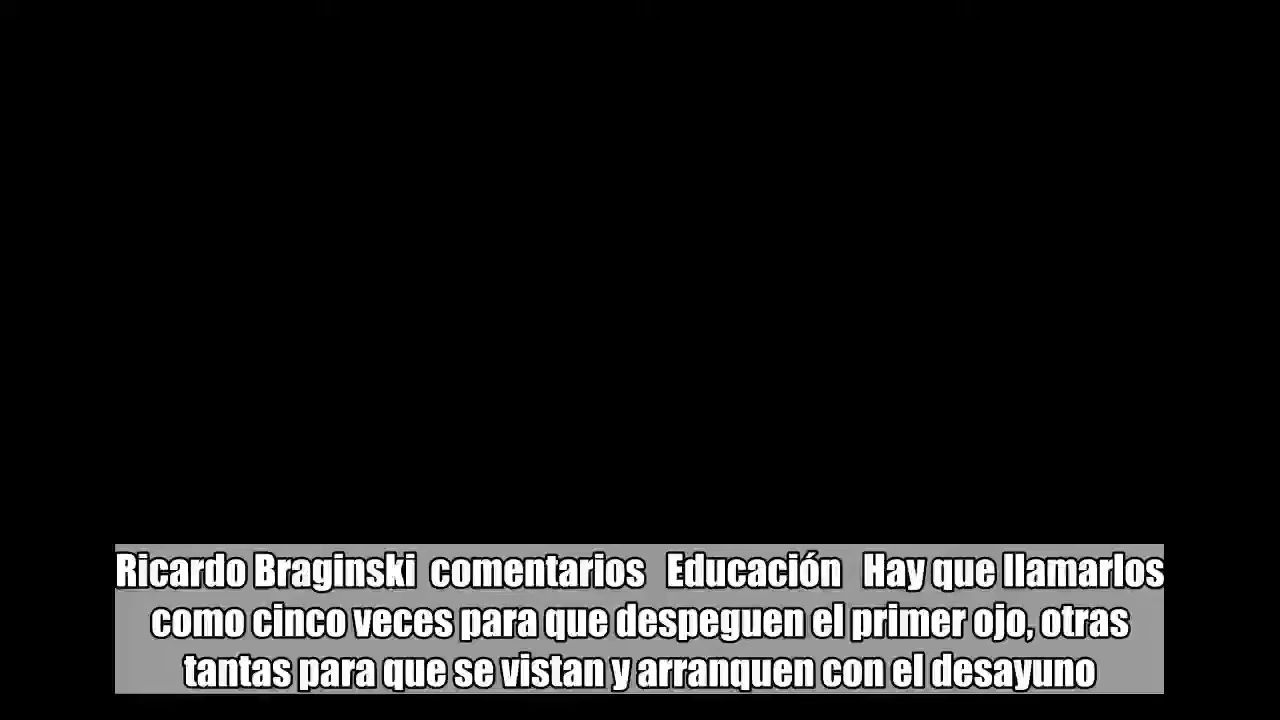 Ricardo Braginski  comentarios   Educación   Hay que llamarlos
como cinco veces para que despeguen el primer ojo, otras
tantas para que se vistan y arranquen con el desayuno